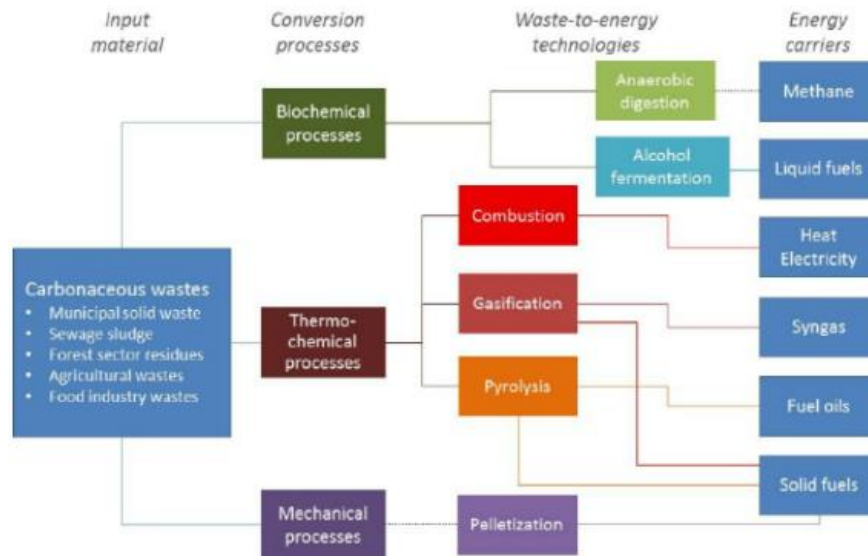 Input
material
Conversion
processes
Waste-to-energy
technologies
Energy
carriers
Biochemical
processes
Anaerobic
digestion
Methane
Alcohol
fermentation
Liquid fuels
Combustion
Heat
Electricity
Carbonaceous wastes
• Municipal solid waste
• Sewage sludge
• Forest sector residues
• Agricultural wastes
• Food industry wastes
Thermo-
chemical
processes
Gasification
Syngas
Pyrolysis
Fuel oils
Solid fuels
Mechanical
processes
Pelletization